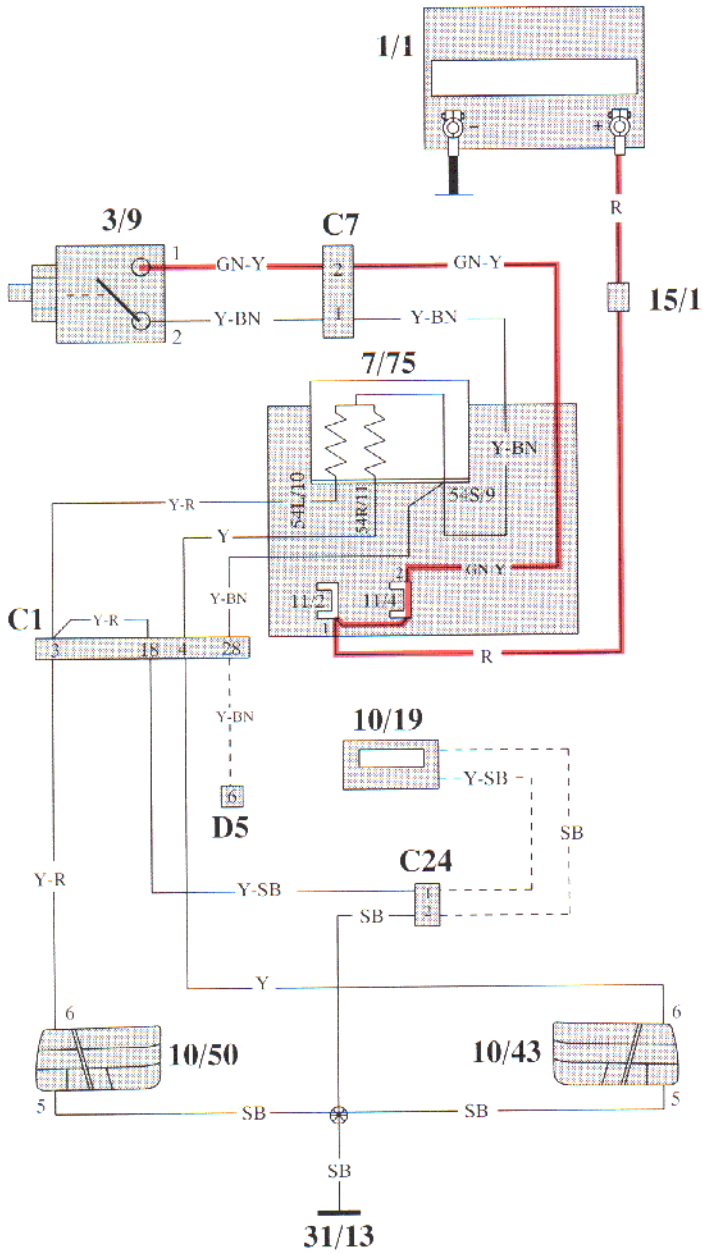 1/1
− +
R
3/9
C7
1
GN-Y
2
GN-Y
15/1
Y-BN
1
Y-BN
2
7/75
Y-BN
Y-R
54L/10
54R/11
54S/9
Y
2
GN-Y
Y-BN
11/2
11/4
C1
Y-R
1
3
18
4
28
R
Y-BN
10/19
6
Y-SB
D5
SB
C24
Y-R
Y-SB
1
SB
2
Y
6
6
10/50
10/43
5
SB
SB
5
SB
31/13